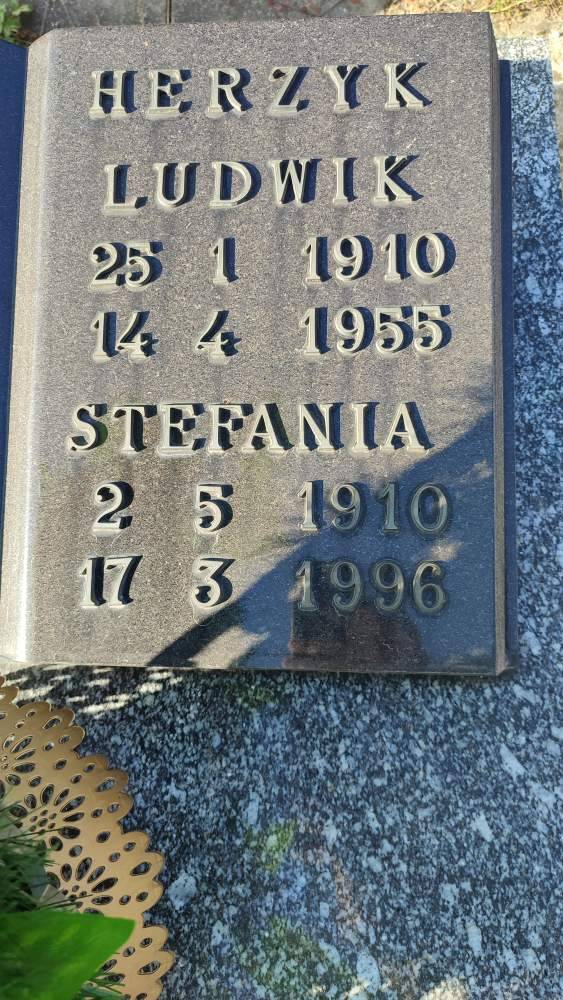 HERZYK
LUDWIK
25 1 1910
14 4 1955
STEFANIA
2 5 1910
17 3 1996